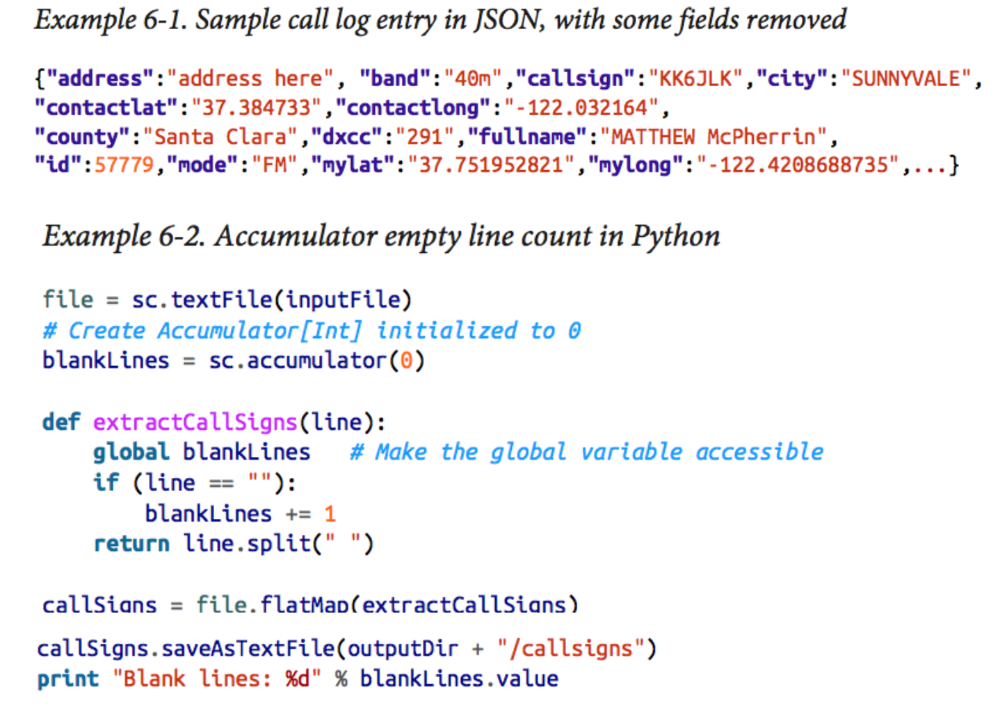 Example 6-1. Sample call log entry in JSON, with some fields removed
{"address":"address here", "band":"40m","callsign":"KK6JLK","city":"SUNNYVALE",
"contactlat":"37.384733","contactlong":"-122.032164",
"county":"Santa Clara","dxcc":"291","fullname":"MATTHEW McPherrin",
"id":57779,"mode":"FM","mylat":"37.751952821","mylong":"-122.4208688735",...}
Example 6-2. Accumulator empty line count in Python
file = sc.textFile(inputFile)
# Create Accumulator[Int] initialized to 0
blankLines = sc.accumulator(0)
def extractCallSigns(line):
    global blankLines   # Make the global variable accessible
    if (line == ""):
        blankLines += 1
    return line.split(" ")
callSigns = file.flatMap(extractCallSigns)
callSigns.saveAsTextFile(outputDir + "/callsigns")
print "Blank lines: %d" % blankLines.value